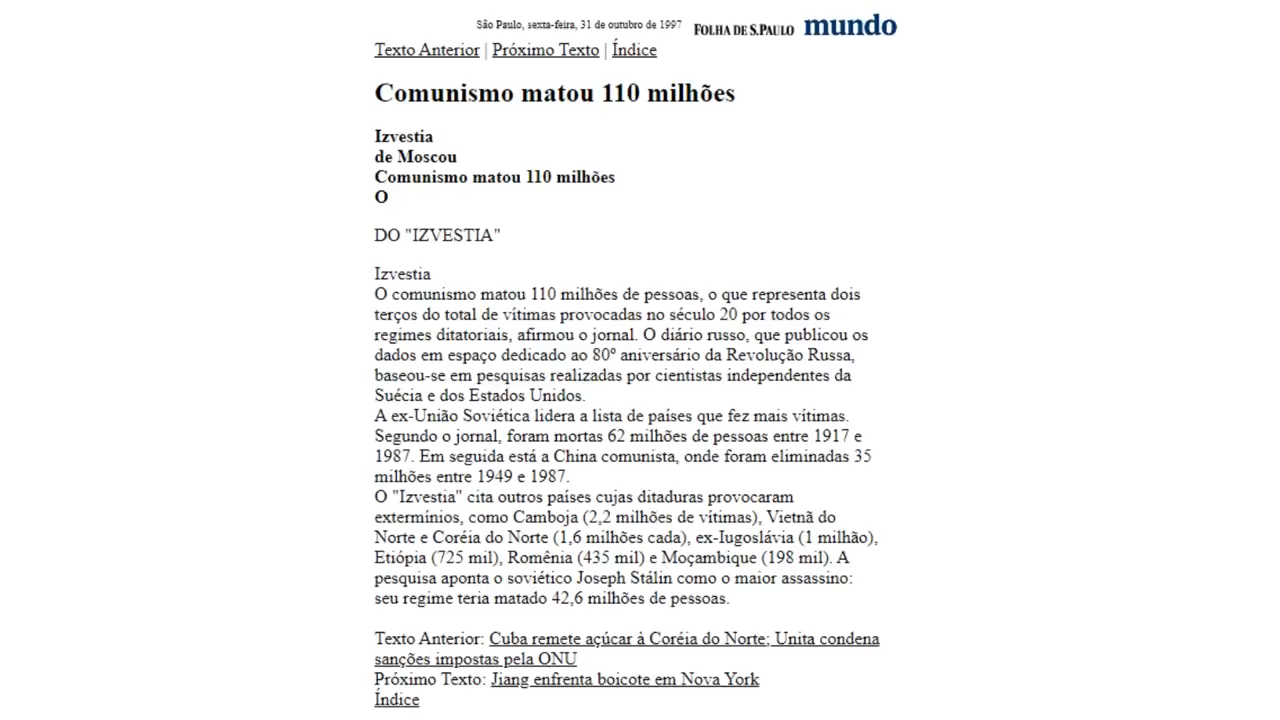 São Paulo, sexta-feira, 31 de outubro de 1997 FOLHA DE S.PAULO mundo
Texto Anterior | Próximo Texto | Índice
Comunismo matou 110 milhões
Izvestia
de Moscou
Comunismo matou 110 milhões
O
DO "IZVESTIA"
Izvestia
O comunismo matou 110 milhões de pessoas, o que representa dois
terços do total de vítimas provocadas no século 20 por todos os
regimes ditatoriais, afirmou o jornal. O diário russo, que publicou os
dados em espaço dedicado ao 80º aniversário da Revolução Russa,
baseou-se em pesquisas realizadas por cientistas independentes da
Suécia e dos Estados Unidos.
A ex-União Soviética lidera a lista de países que fez mais vítimas.
Segundo o jornal, foram mortas 62 milhões de pessoas entre 1917 e
1987. Em seguida está a China comunista, onde foram eliminadas 35
milhões entre 1949 e 1987.
O "Izvestia" cita outros países cujas ditaduras provocaram
extermínios, como Camboja (2,2 milhões de vítimas), Vietnã do
Norte e Coréia do Norte (1,6 milhões cada), ex-Iugoslávia (1 milhão),
Etiópia (725 mil), Romênia (435 mil) e Moçambique (198 mil). A
pesquisa aponta o soviético Joseph Stálin como o maior assassino:
seu regime teria matado 42,6 milhões de pessoas.
Texto Anterior: Cuba remete açúcar à Coréia do Norte; Unita condena
sanções impostas pela ONU
Próximo Texto: Jiang enfrenta boicote em Nova York
Índice